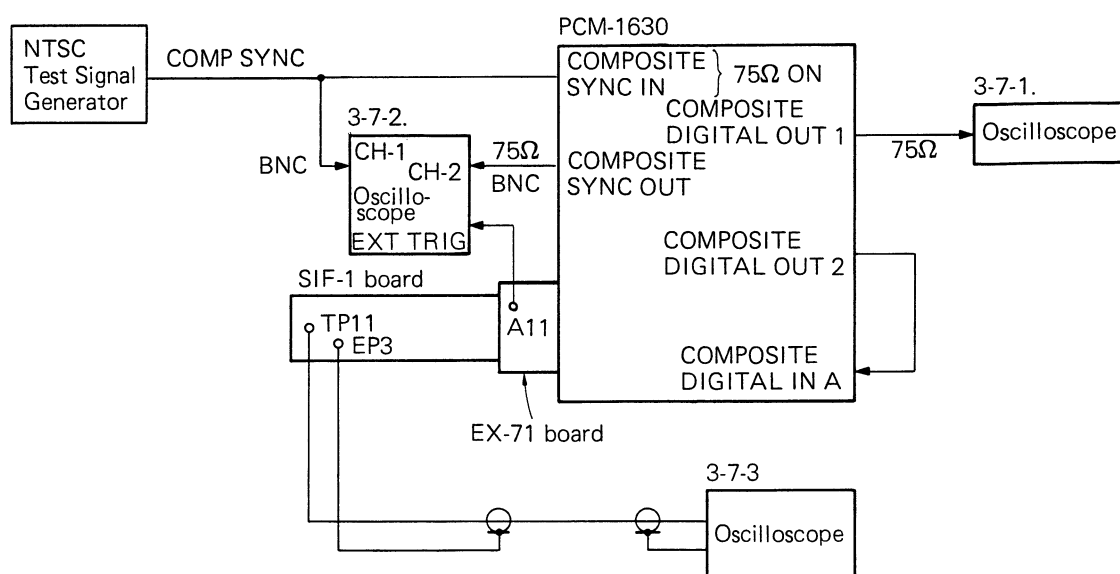 PCM-1630
NTSC
Test Signal
Generator
COMP SYNC
COMPOSITE
SYNC IN
75Ω ON
COMPOSITE
DIGITAL OUT 1
75Ω
3-7-1.
Oscilloscope
3-7-2.
BNC
CH-1
CH-2
Oscillo-
scope
EXT TRIG
75Ω
BNC
COMPOSITE
SYNC OUT
COMPOSITE
DIGITAL OUT 2
SIF-1 board
TP11
EP3
A11
COMPOSITE
DIGITAL IN A
EX-71 board
3-7-3
Oscilloscope